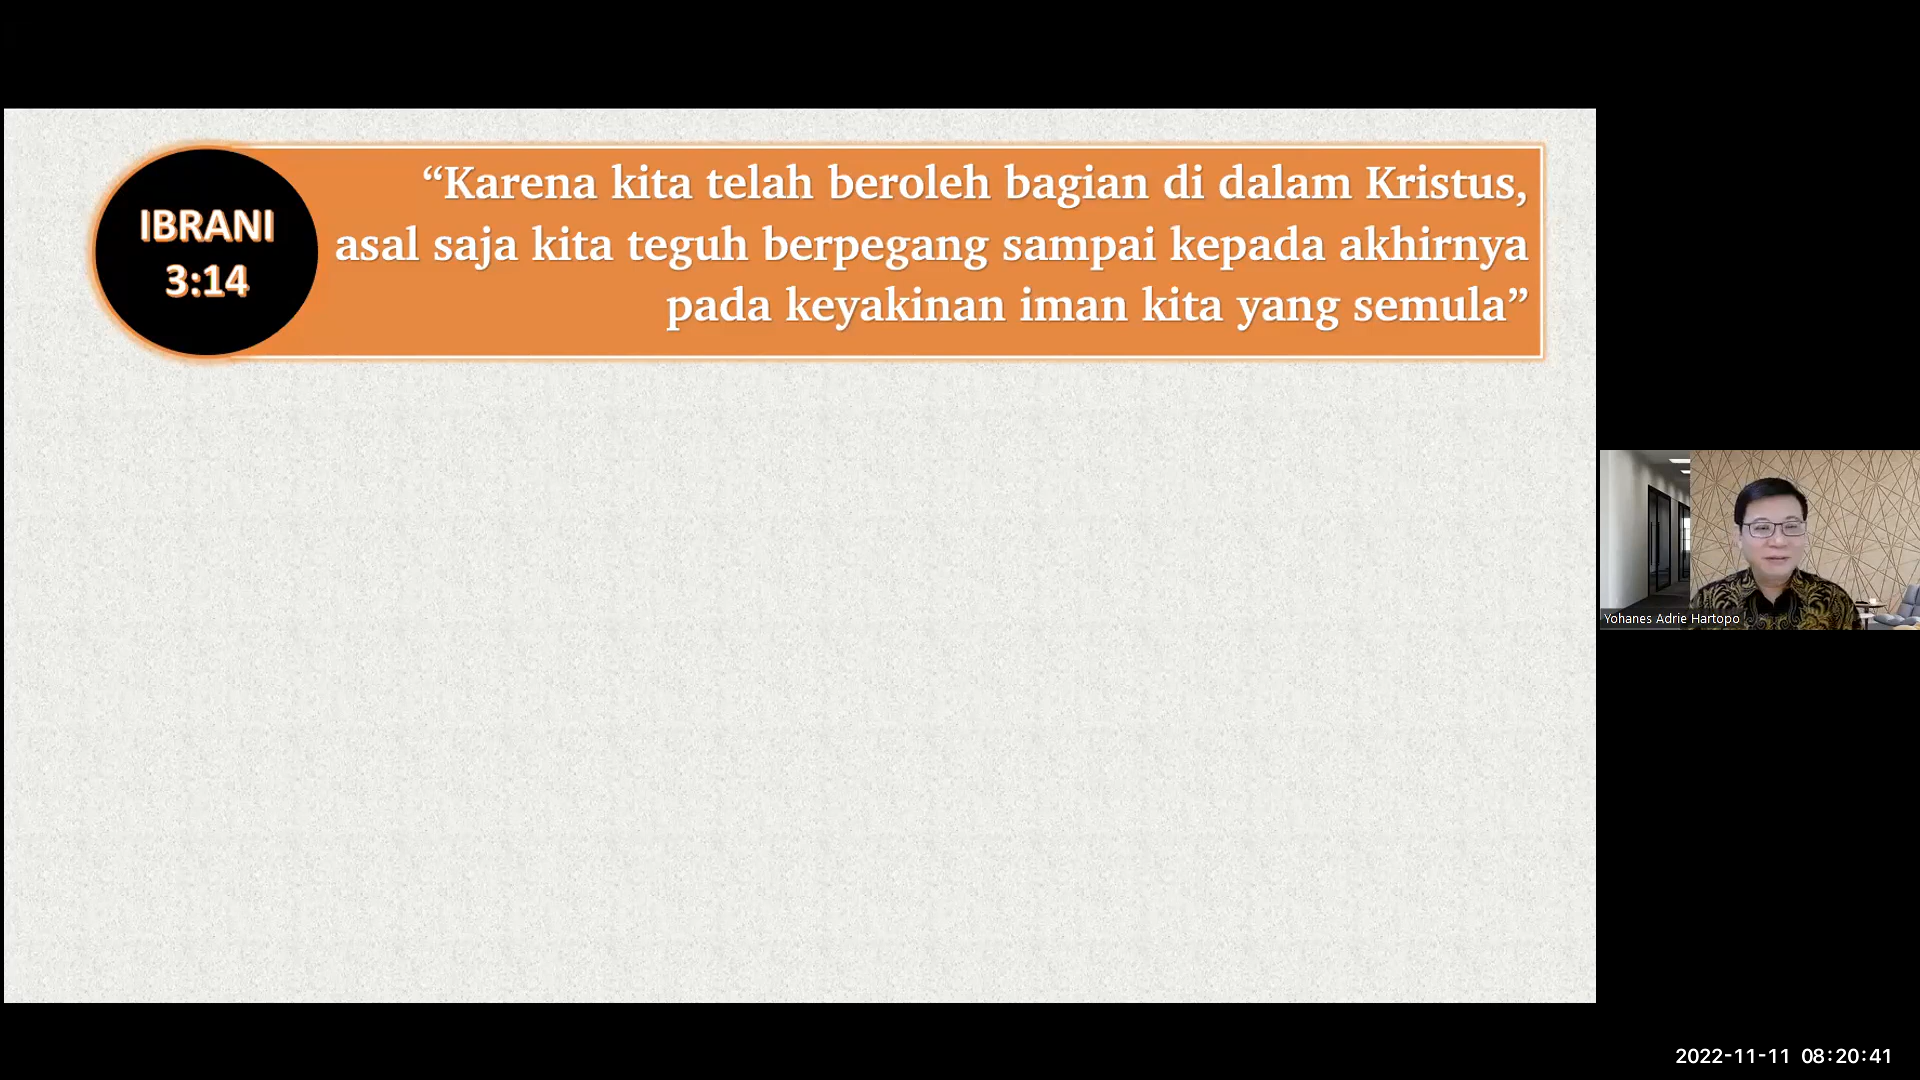 IBRANI
3:14
“Karena kita telah beroleh bagian di dalam Kristus,
asal saja kita teguh berpegang sampai kepada akhirnya
pada keyakinan iman kita yang semula”
Yohanes Adrie Hartopo
2022-11-11 08:20:41